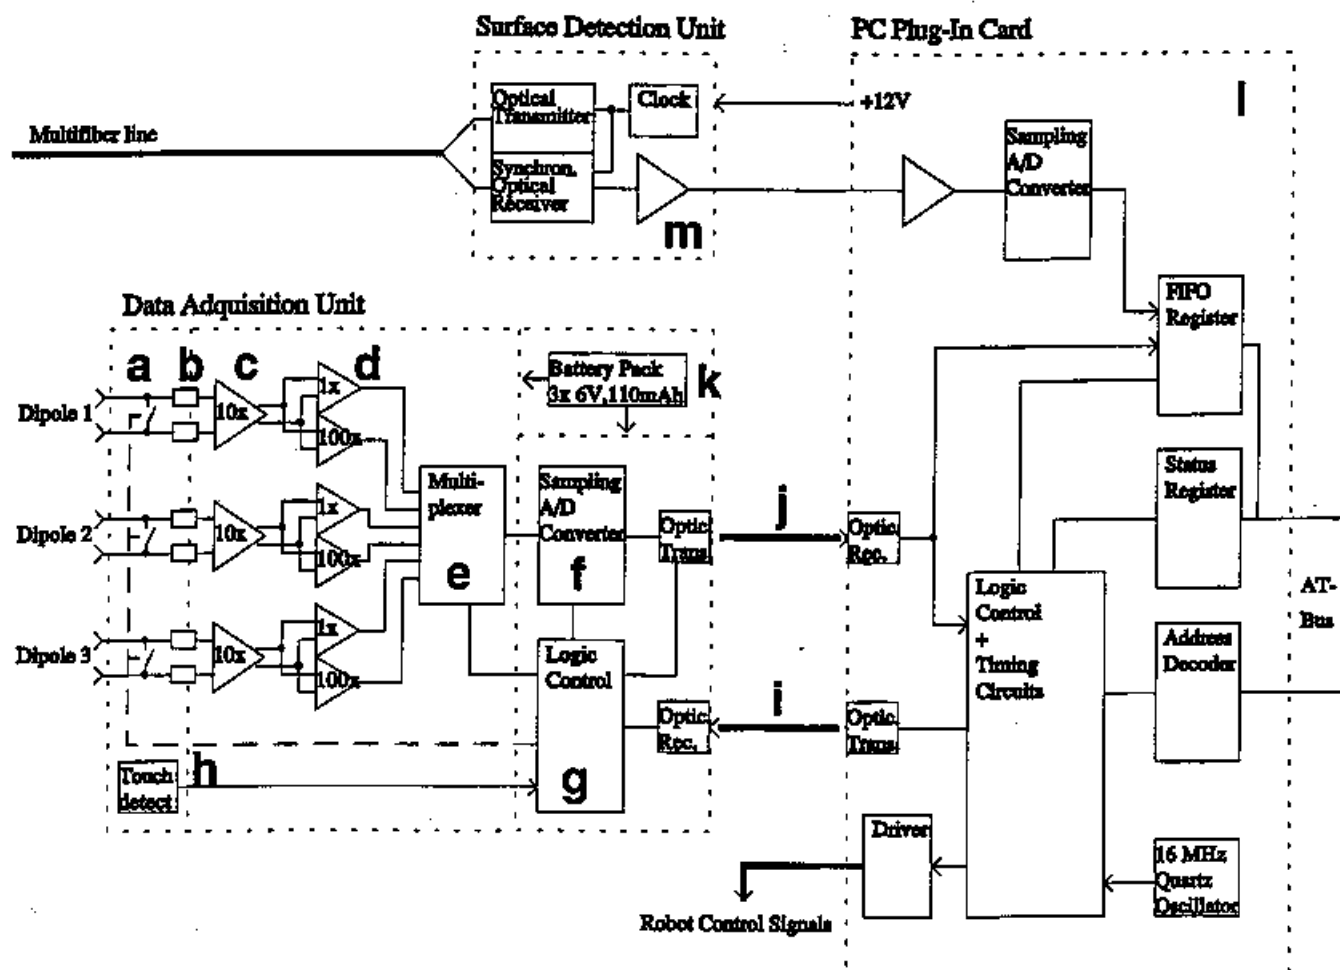 Surface Detection Unit
PC Plug-In Card
Optical
Transmitter
Clock
+12V
l
Sampling
A/D
Converter
Multifiber line
Synchron.
Optical
Receiver
m
FIFO
Register
Data Adquisition Unit
a
b
c
d
Battery Pack
3x 6V,110mAh
k
Dipole 1
10x
1x
100x
Multi-
plexer
e
Sampling
A/D
Converter
f
Optic
Trans.
j
Optic
Rec.
Status
Register
Dipole 2
10x
1x
100x
Logic
Control
+
Timing
Circuits
AT-
Bus
Address
Decoder
Dipole 3
10x
1x
100x
Logic
Control
g
Optic
Rec.
i
Optic
Trans.
h
Touch
detect
Driver
16 MHz
Quartz
Oscillator
Robot Control Signals